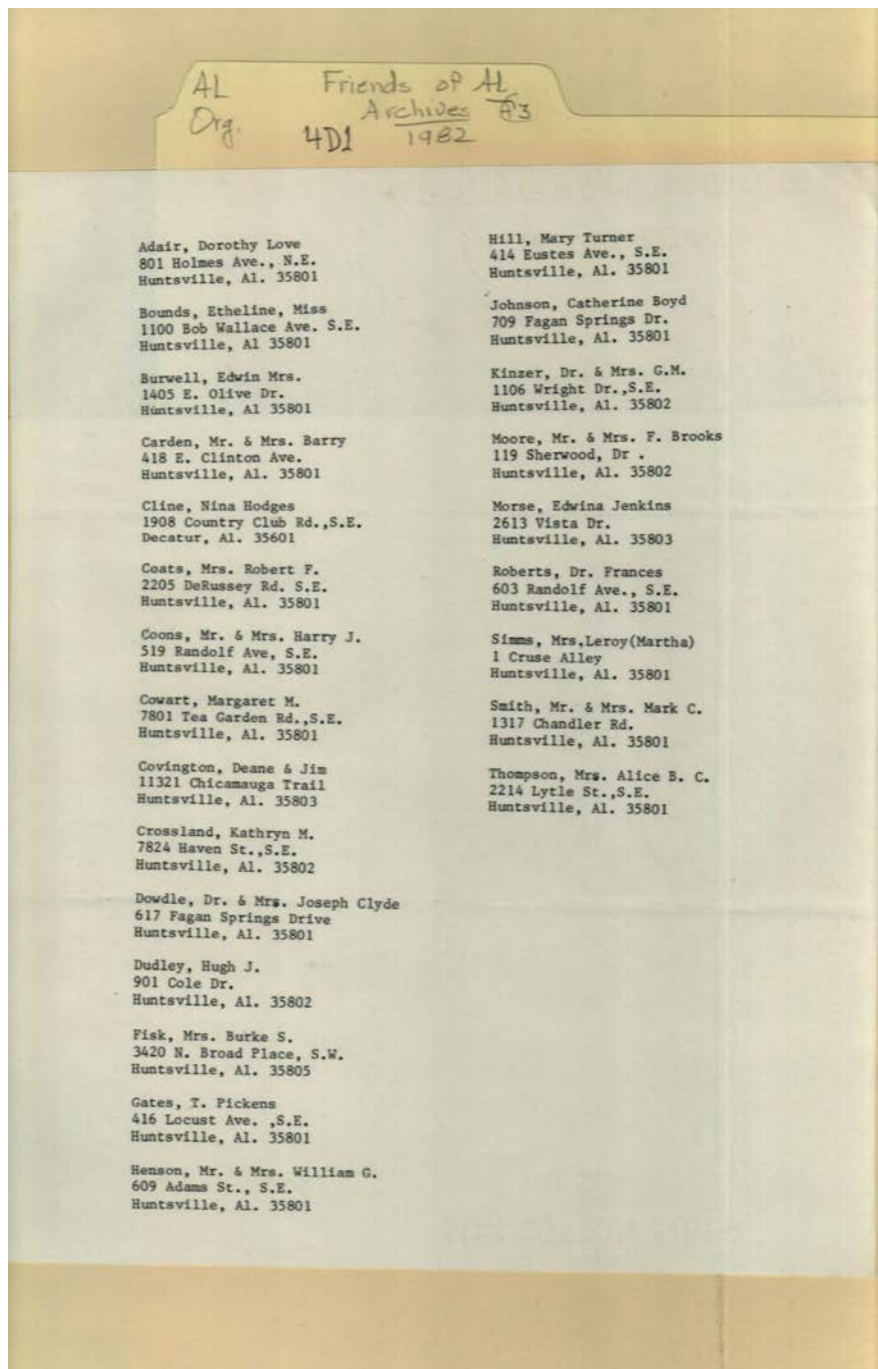 AL
Org.
4D1
Friends of AL
Archives #3
1982
Adair, Dorothy Love
801 Holmes Ave., N.E.
Huntsville, Al. 35801
Bounds, Etheline, Miss
1100 Bob Wallace Ave. S.E.
Huntsville, Al 35801
Burwell, Edwin Mrs.
1405 E. Olive Dr.
Huntsville, Al 35801
Carden, Mr. & Mrs. Barry
418 E. Clinton Ave.
Huntsville, Al. 35801
Cline, Nina Hodges
1908 Country Club Rd.,S.E.
Decatur, Al. 35601
Coats, Mrs. Robert F.
2205 DeRussey Rd. S.E.
Huntsville, Al. 35801
Coons, Mr. & Mrs. Harry J.
519 Randolf Ave, S.E.
Huntsville, Al. 35801
Cowart, Margaret M.
7801 Tea Garden Rd.,S.E.
Huntsville, Al. 35801
Covington, Deane & Jim
11321 Chicamauga Trail
Huntsville, Al. 35803
Crossland, Kathryn M.
7824 Haven St.,S.E.
Huntsville, Al. 35802
Dowdle, Dr. & Mrs. Joseph Clyde
617 Fagan Springs Drive
Huntsville, Al. 35801
Dudley, Hugh J.
901 Cole Dr.
Huntsville, Al. 35802
Fisk, Mrs. Burke S.
3420 N. Broad Place, S.W.
Huntsville, Al. 35805
Gates, T. Pickens
416 Locust Ave. ,S.E.
Huntsville, Al. 35801
Henson, Mr. & Mrs. William G.
609 Adams St., S.E.
Huntsville, Al. 35801
Hill, Mary Turner
414 Eustes Ave., S.E.
Huntsville, Al. 35801
Johnson, Catherine Boyd
709 Fagan Springs Dr.
Huntsville, Al. 35801
Kinzer, Dr. & Mrs. G.M.
1106 Wright Dr.,S.E.
Huntsville, Al. 35802
Moore, Mr. & Mrs. F. Brooks
119 Sherwood, Dr .
Huntsville, Al. 35802
Morse, Edwina Jenkins
2613 Vista Dr.
Huntsville, Al. 35803
Roberts, Dr. Frances
603 Randolf Ave., S.E.
Huntsville, Al. 35801
Simms, Mrs,Leroy(Martha)
1 Cruse Alley
Huntsville, Al. 35801
Smith, Mr. & Mrs. Mark C.
1317 Chandler Rd.
Huntsville, Al. 35801
Thompson, Mrs. Alice B. C.
2214 Lytle St.,S.E.
Huntsville, Al. 35801